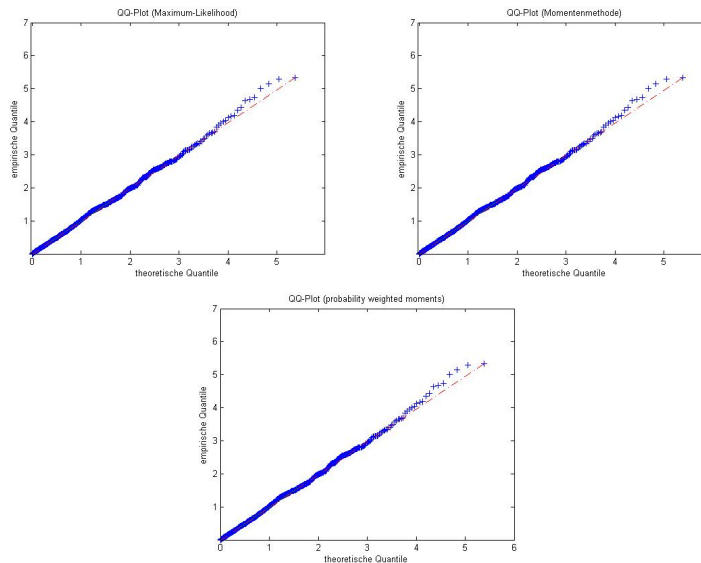 QQ-Plot (Maximum-Likelihood)
7
6
5
4
3
2
1
empirische Quantile
0 1 2 3 4 5
theoretische Quantile
QQ-Plot (Momentenmethode)
7
6
5
4
3
2
1
empirische Quantile
0 1 2 3 4 5
theoretische Quantile
QQ-Plot (probability weighted moments)
7
6
5
4
3
2
1
empirische Quantile
0 1 2 3 4 5 6
theoretische Quantile